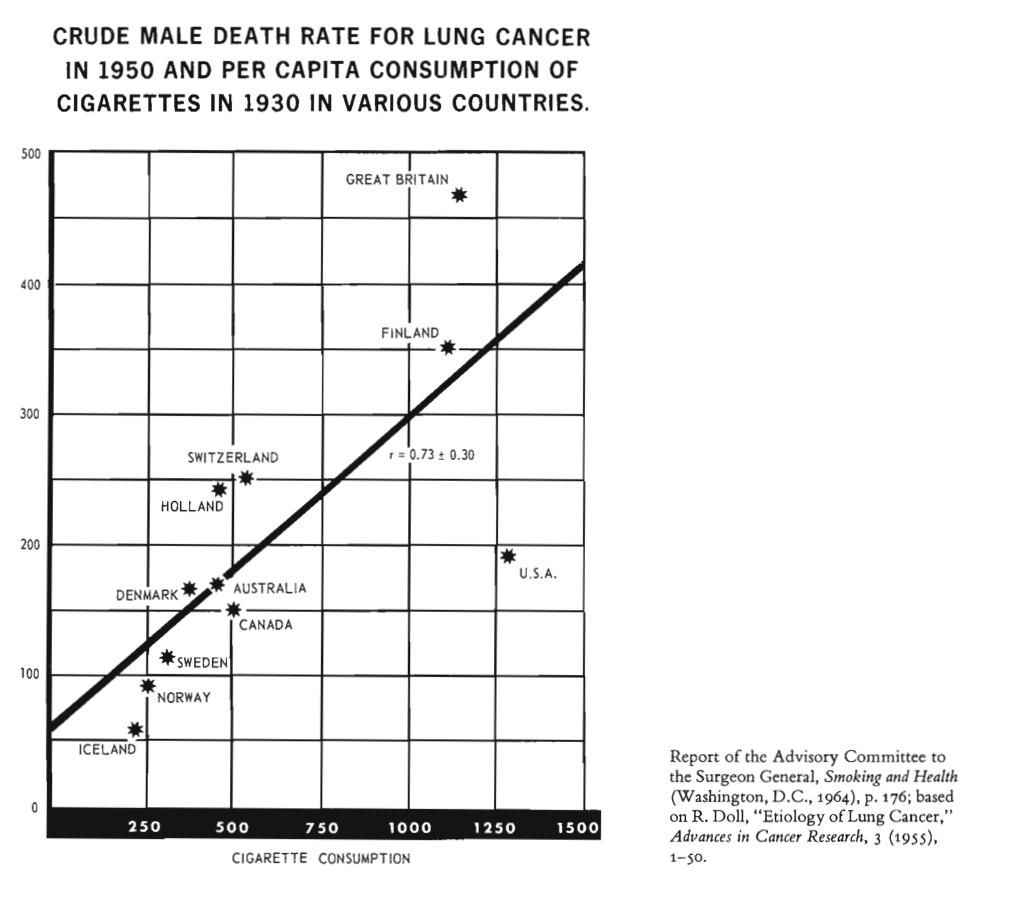 CRUDE MALE DEATH RATE FOR LUNG CANCER
IN 1950 AND PER CAPITA CONSUMPTION OF
CIGARETTES IN 1930 IN VARIOUS COUNTRIES.
500
GREAT BRITAIN
400
FINLAND
300
r = 0.73 ± 0.30
SWITZERLAND
HOLLAND
200
U.S.A.
DENMARK
AUSTRALIA
CANADA
SWEDEN
100
NORWAY
ICELAND
0
250 500 750 1000 1250 1500
CIGARETTE CONSUMPTION
Report of the Advisory Committee to
the Surgeon General, Smoking and Health
(Washington, D.C., 1964), p. 176; based
on R. Doll, “Etiology of Lung Cancer,”
Advances in Cancer Research, 3 (1955),
1–50.